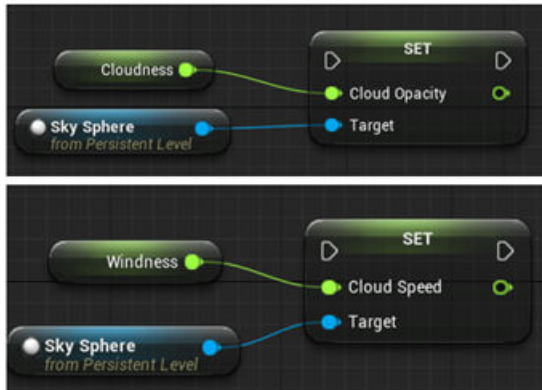 SET
Cloudness
Cloud Opacity
Sky Sphere
from Persistent Level
Target
SET
Windness
Cloud Speed
Target
Sky Sphere
from Persistent Level